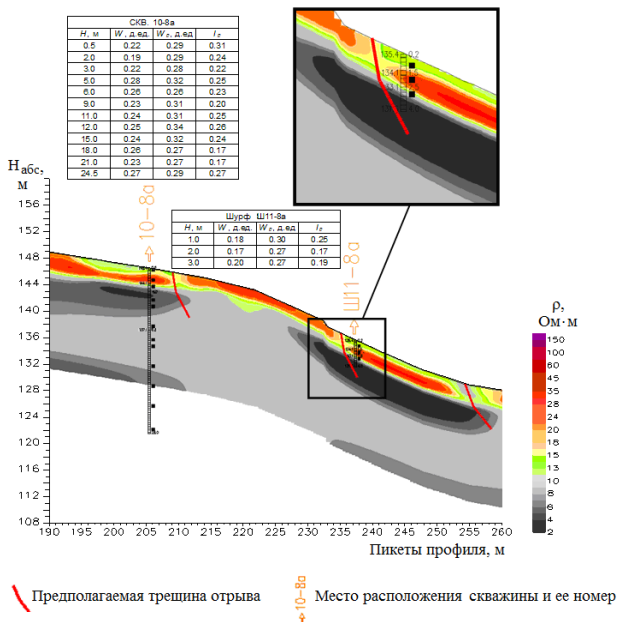 СКВ. 10-8а
H, м W, д.ед. Wp, д.ед Ip
0.5 0.22 0.29 0.31
2.0 0.19 0.29 0.24
3.0 0.22 0.28 0.22
5.0 0.28 0.32 0.25
6.0 0.26 0.26 0.23
9.0 0.23 0.31 0.20
11.0 0.24 0.31 0.25
12.0 0.25 0.34 0.26
15.0 0.24 0.32 0.24
18.0 0.26 0.27 0.17
21.0 0.23 0.27 0.17
24.5 0.27 0.29 0.27
135.4 0.2
134.1
Набс,
м
10-8а
Шурф Ш11-8а
H, м W, д.ед. Wp, д.ед Ip
1.0 0.18 0.30 0.25
2.0 0.17 0.27 0.17
3.0 0.20 0.27 0.19
Ш11-8а
156
152
148
144
140
136
132
128
124
120
116
112
108
190 195 200 205 210 215 220 225 230 235 240 245 250 255 260
Пикеты профиля, м
ρ,
Ом·м
150
100
60
45
35
28
24
20
18
15
13
10
8
6
4
2
Предполагаемая трещина отрыва
10-8а
Место расположения скважины и ее номер